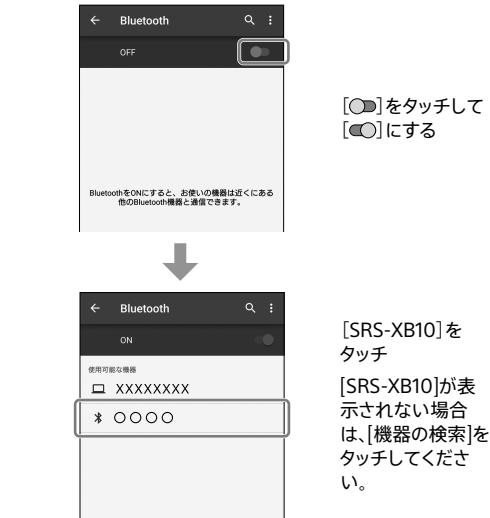 Bluetooth
OFF
BluetoothをONにすると、お使いの機器は近くにある
他のBluetooth機器と通信できます。
[ ]をタッチして
[ ]にする
Bluetooth
ON
使用可能な機器
XXXXXXXX
○○○○
[SRS-XB10]を
タッチ
[SRS-XB10]が表
示されない場合
は、[機器の検索]を
タッチしてくださ
い。